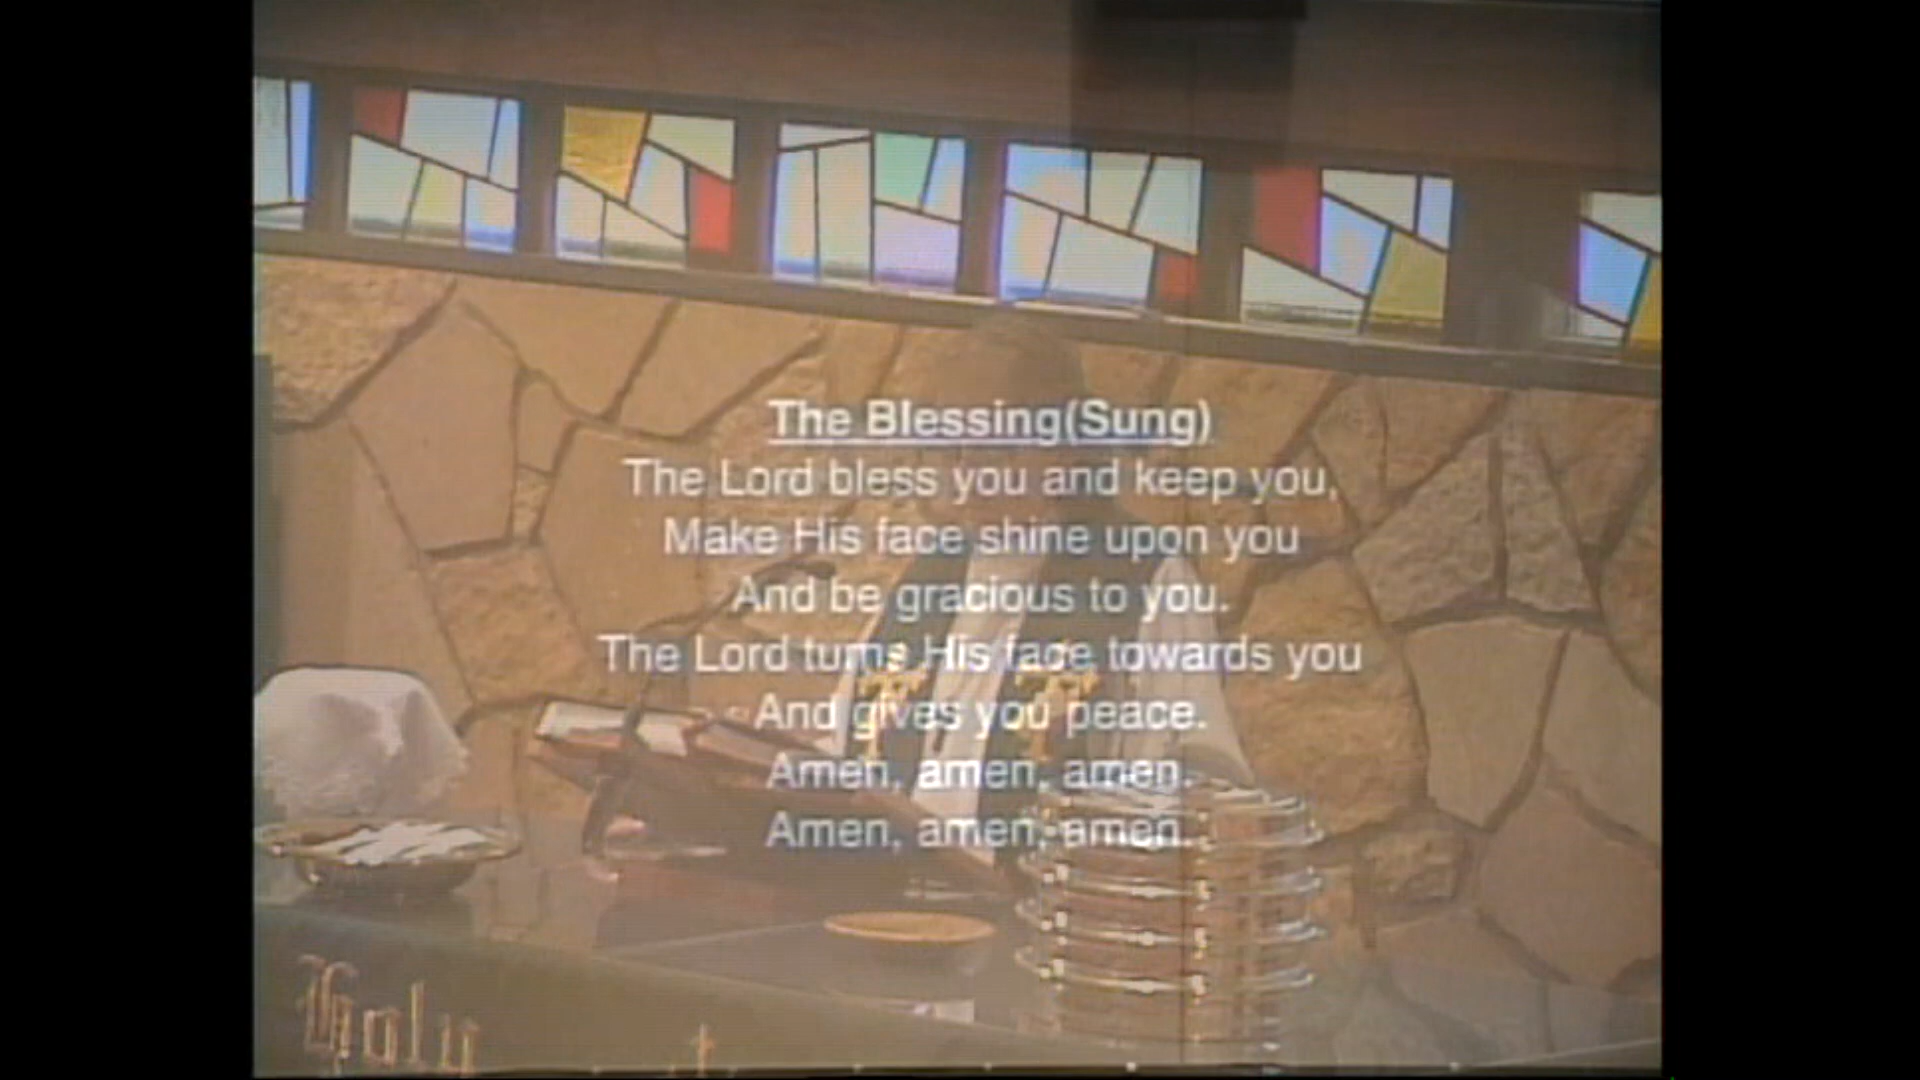 The Blessing(Sung)
The Lord bless you and keep you,
Make His face shine upon you
And be gracious to you.
The Lord turns His face towards you
And gives you peace.
Amen, amen, amen.
Amen, amen, amen.
Holy